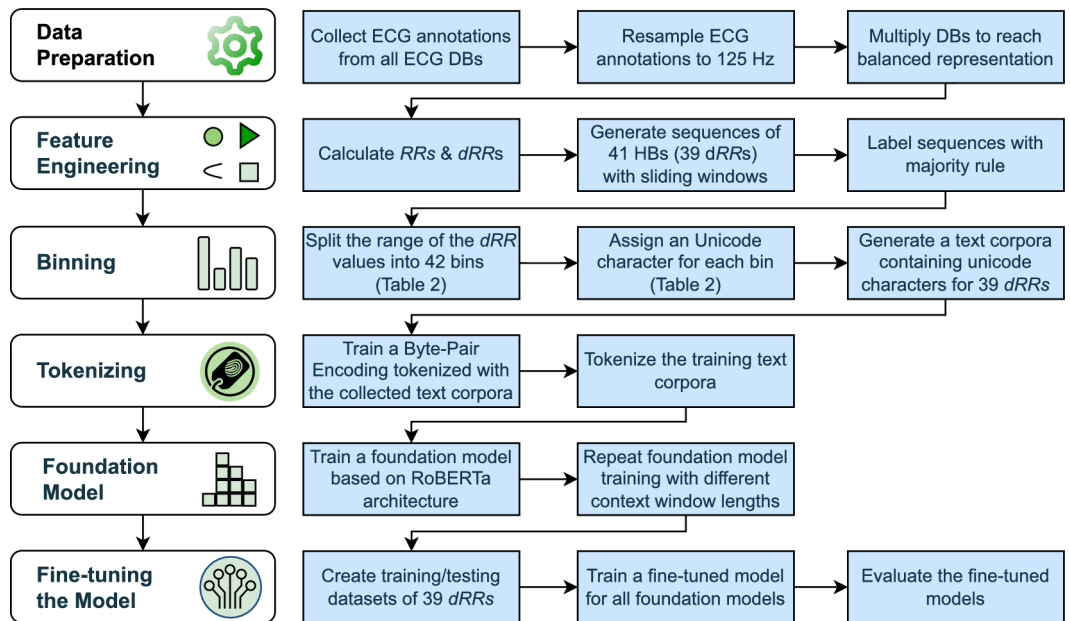 Data
Preparation
Collect ECG annotations
from all ECG DBs
Resample ECG
annotations to 125 Hz
Multiply DBs to reach
balanced representation
Feature
Engineering
Calculate RRs & dRRs
Generate sequences of
41 HBs (39 dRRs)
with sliding windows
Label sequences with
majority rule
Binning
Split the range of the dRR
values into 42 bins
(Table 2)
Assign an Unicode
character for each bin
(Table 2)
Generate a text corpora
containing unicode
characters for 39 dRRs
Tokenizing
Train a Byte-Pair
Encoding tokenized with
the collected text corpora
Tokenize the training text
corpora
Foundation
Model
Train a foundation model
based on RoBERTa
architecture
Repeat foundation model
training with different
context window lengths
Fine-tuning
the Model
Create training/testing
datasets of 39 dRRs
Train a fine-tuned model
for all foundation models
Evaluate the fine-tuned
models